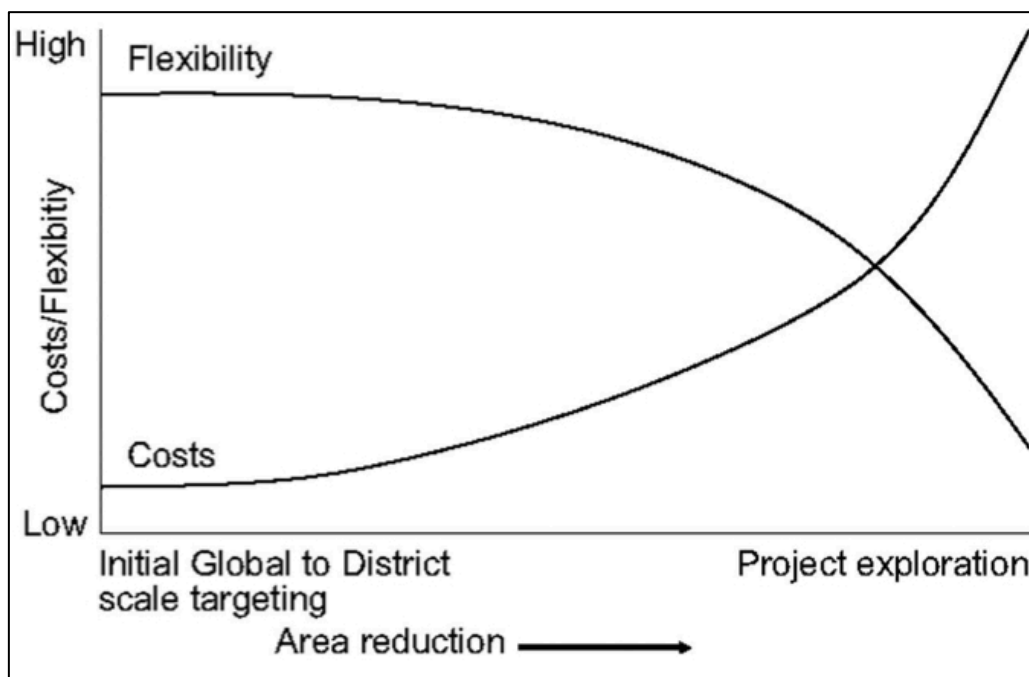 High
Flexibility
Costs/Flexibitiy
Costs
Low
Initial Global to District
scale targeting
Project exploration
Area reduction